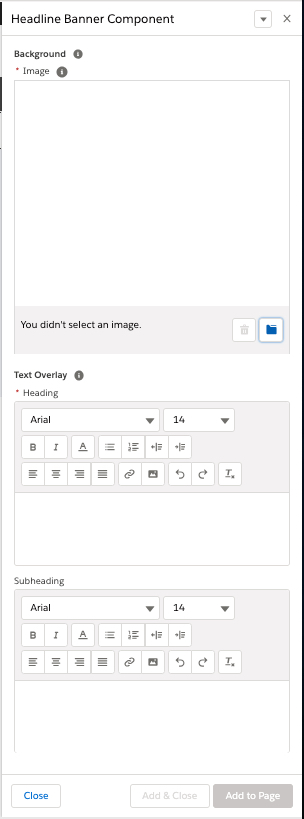 Headline Banner Component
Background
* Image
You didn't select an image.
Text Overlay
* Heading
Arial 14
B I A
Subheading
Arial 14
B I A
Close Add & Close Add to Page